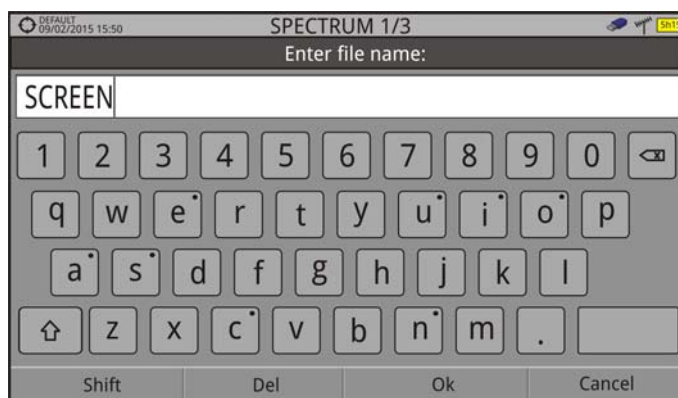 DEFAULT
09/02/2015 15:50
SPECTRUM 1/3
Enter file name:
SCREEN
1 2 3 4 5 6 7 8 9 0
q w e r t y u i o p
a s d f g h j k l
z x c v b n m .
Shift Del Ok Cancel